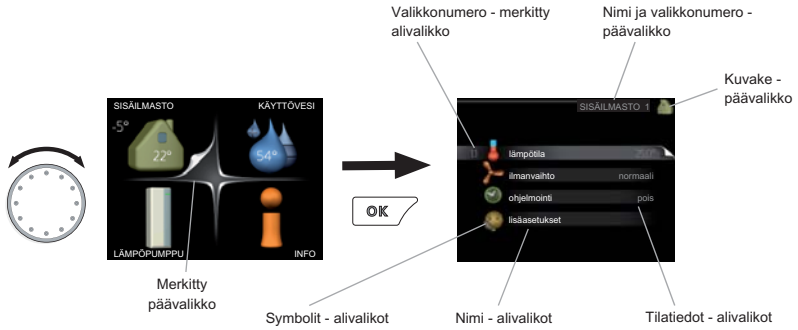 Valikkonumero - merkitty
alivalikko
Nimi ja valikkonumero -
päävalikko
Kuvake -
päävalikko
SISÄILMASTO
KÄYTTÖVESI
-5°
22°
54°
LÄMPÖPUMPPU
INFO
OK
SISÄILMASTO 1
lämpötila
ilmanvaihto normaali
ohjelmointi pois
lisäasetukset
Merkitty
päävalikko
Symbolit - alivalikot
Nimi - alivalikot
Tilatiedot - alivalikot